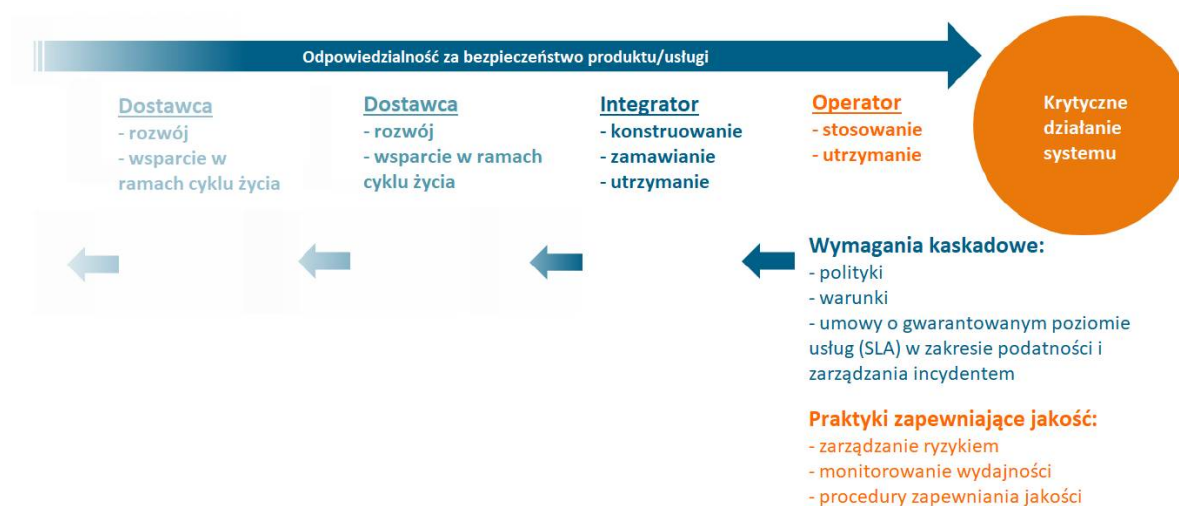 Odpowiedzialność za bezpieczeństwo produktu/usługi
Dostawca
- rozwój
- wsparcie w
ramach cyklu życia
Dostawca
- rozwój
- wsparcie w ramach
cyklu życia
Integrator
- konstruowanie
- zamawianie
- utrzymanie
Operator
- stosowanie
- utrzymanie
Krytyczne
działanie
systemu
Wymagania kaskadowe:
- polityki
- warunki
- umowy o gwarantowanym poziomie
usług (SLA) w zakresie podatności i
zarządzania incydentem
Praktyki zapewniające jakość:
- zarządzanie ryzykiem
- monitorowanie wydajności
- procedury zapewniania jakości